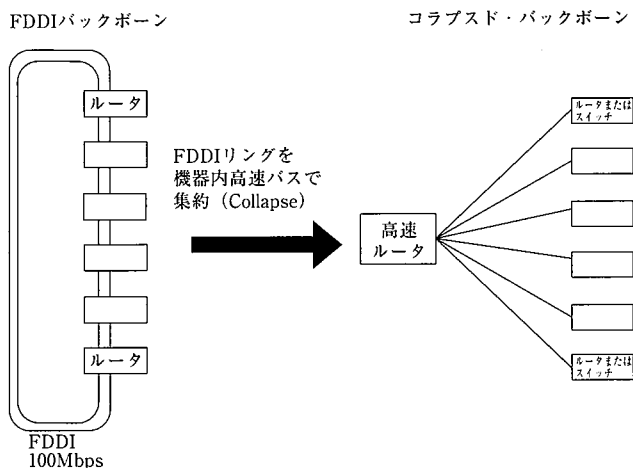 FDDIバックボーン
コラプスド・バックボーン
ルータ
ルータ
FDDI
100Mbps
FDDIリングを
機器内高速バスで
集約（Collapse）
高速
ルータ
ルータまたは
スイッチ
ルータまたは
スイッチ